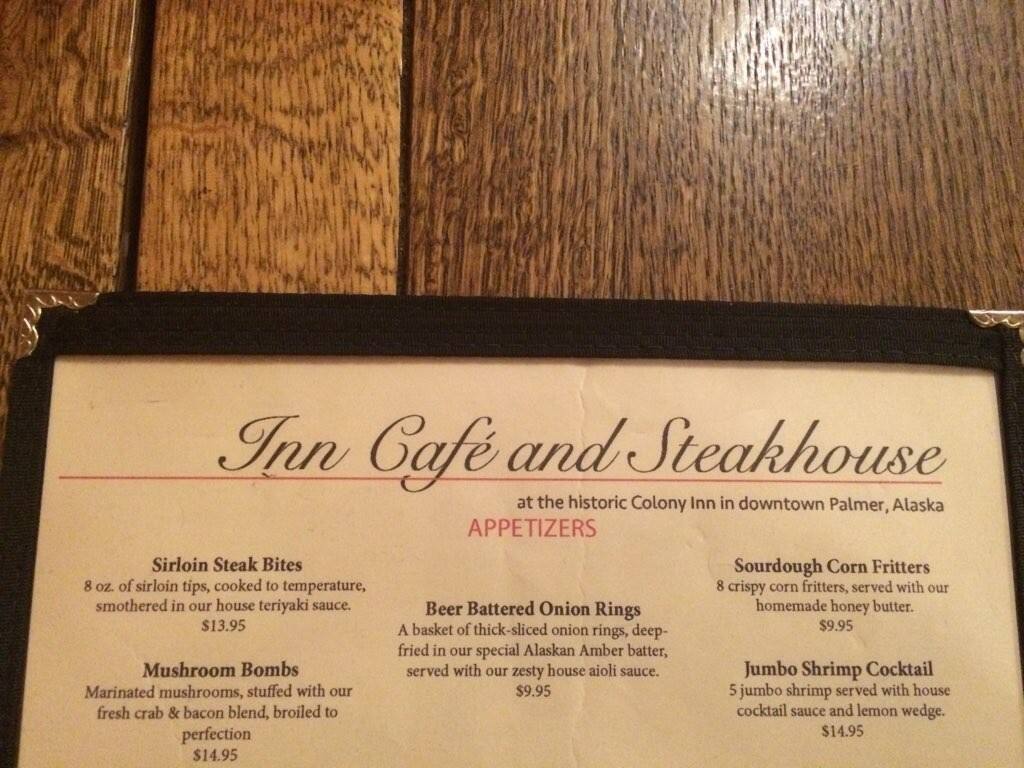 Inn Café and Steakhouse
at the historic Colony Inn in downtown Palmer, Alaska
APPETIZERS
Sirloin Steak Bites
8 oz. of sirloin tips, cooked to temperature,
smothered in our house teriyaki sauce.
$13.95
Mushroom Bombs
Marinated mushrooms, stuffed with our
fresh crab & bacon blend, broiled to
perfection
$14.95
Beer Battered Onion Rings
A basket of thick-sliced onion rings, deep-
fried in our special Alaskan Amber batter,
served with our zesty house aioli sauce.
$9.95
Sourdough Corn Fritters
8 crispy corn fritters, served with our
homemade honey butter.
$9.95
Jumbo Shrimp Cocktail
5 jumbo shrimp served with house
cocktail sauce and lemon wedge.
$14.95